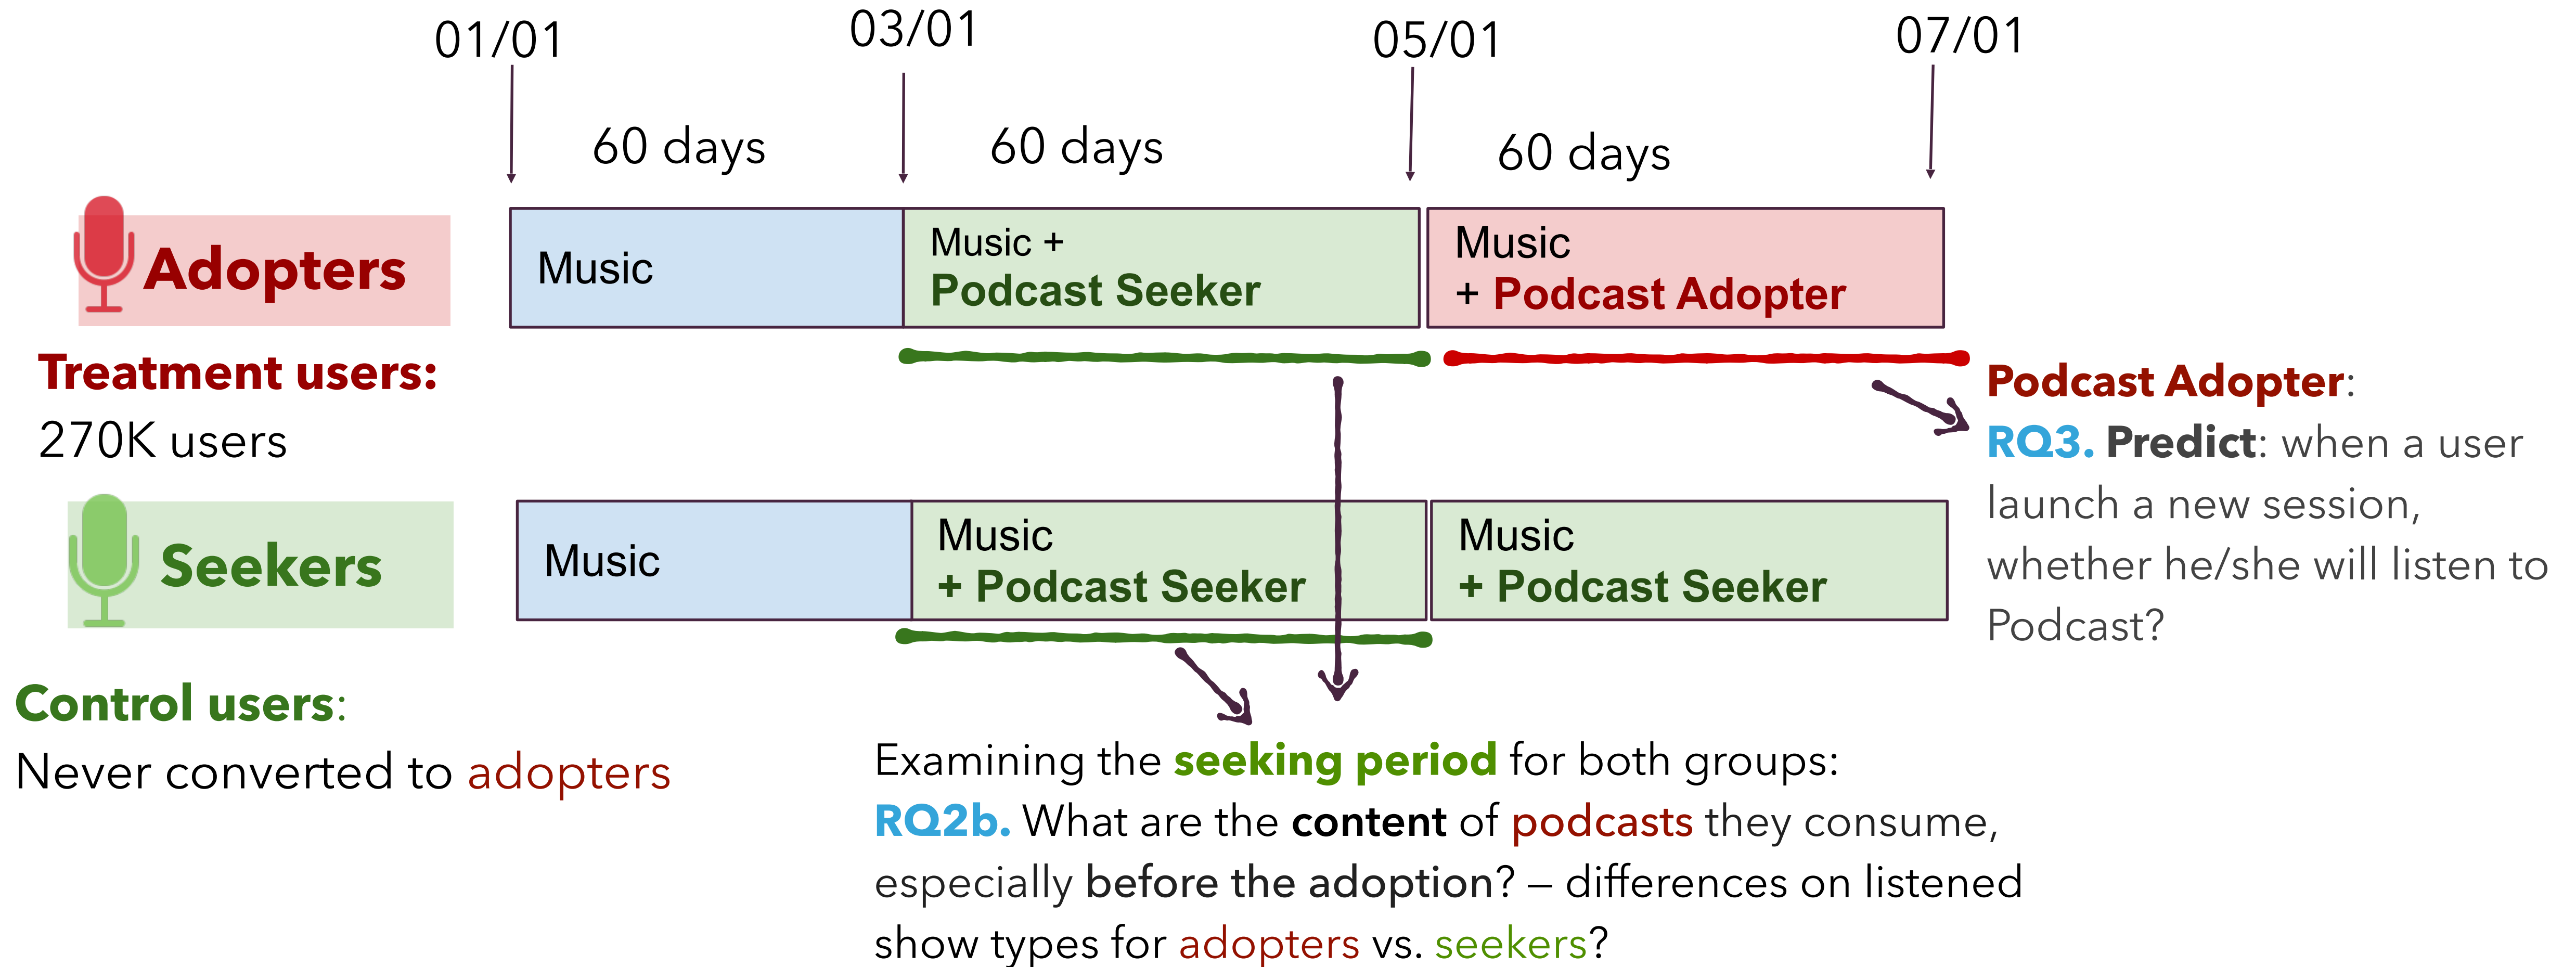 01/01
03/01
05/01
07/01
60 days
60 days
60 days
Adopters
Music
Music +
Podcast Seeker
Music
+ Podcast Adopter
Treatment users:
270K users
Podcast Adopter:
RQ3. Predict: when a user
launch a new session,
whether he/she will listen to
Podcast?
Seekers
Music
Music
+ Podcast Seeker
Music
+ Podcast Seeker
Control users:
Never converted to adopters
Examining the seeking period for both groups:
RQ2b. What are the content of podcasts they consume,
especially before the adoption? – differences on listened
show types for adopters vs. seekers?